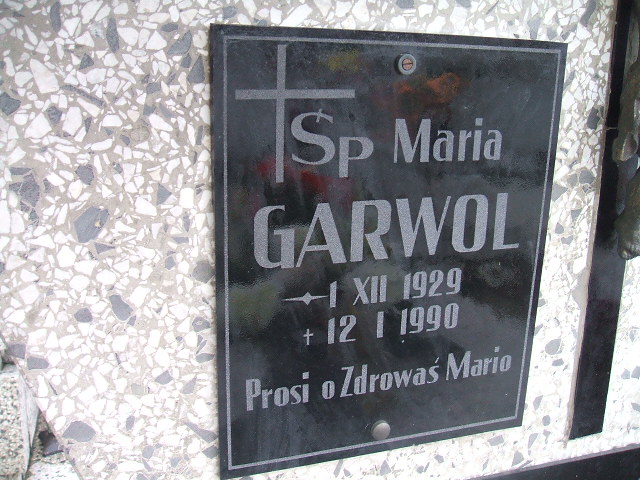 ŚP Maria
GARWOL
1 XII 1929
+ 12 I 1990
Prosi o Zdrowaś Mario